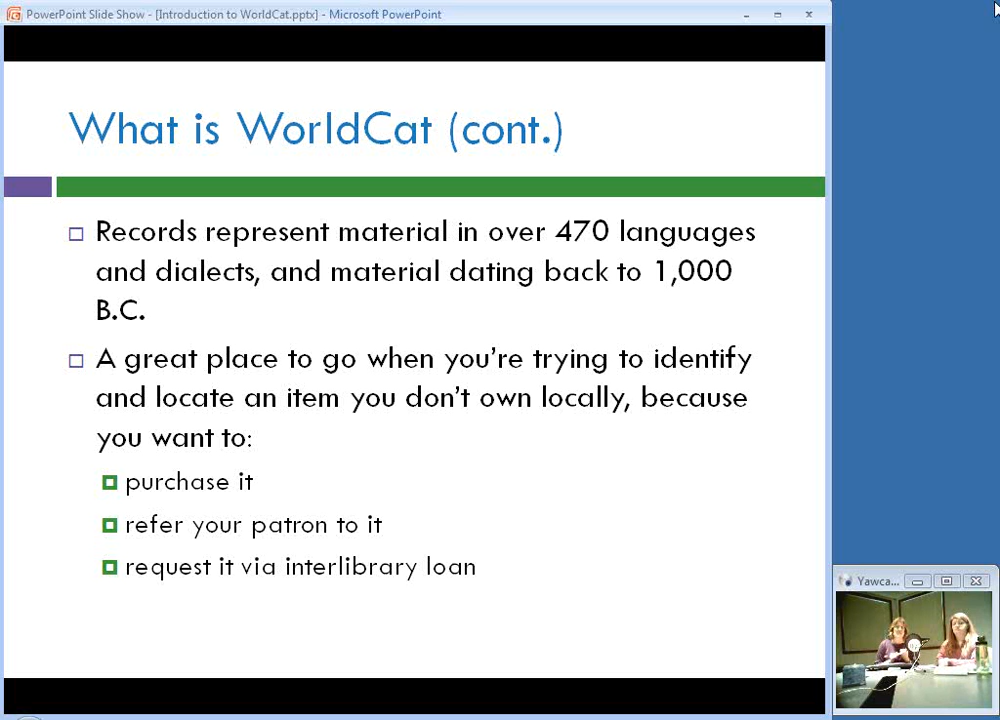 PowerPoint Slide Show - [Introduction to WorldCat.pptx] - Microsoft PowerPoint
What is WorldCat (cont.)
Records represent material in over 470 languages
and dialects, and material dating back to 1,000
B.C.
A great place to go when you're trying to identify
and locate an item you don't own locally, because
you want to:
purchase it
refer your patron to it
request it via interlibrary loan
Yawca...